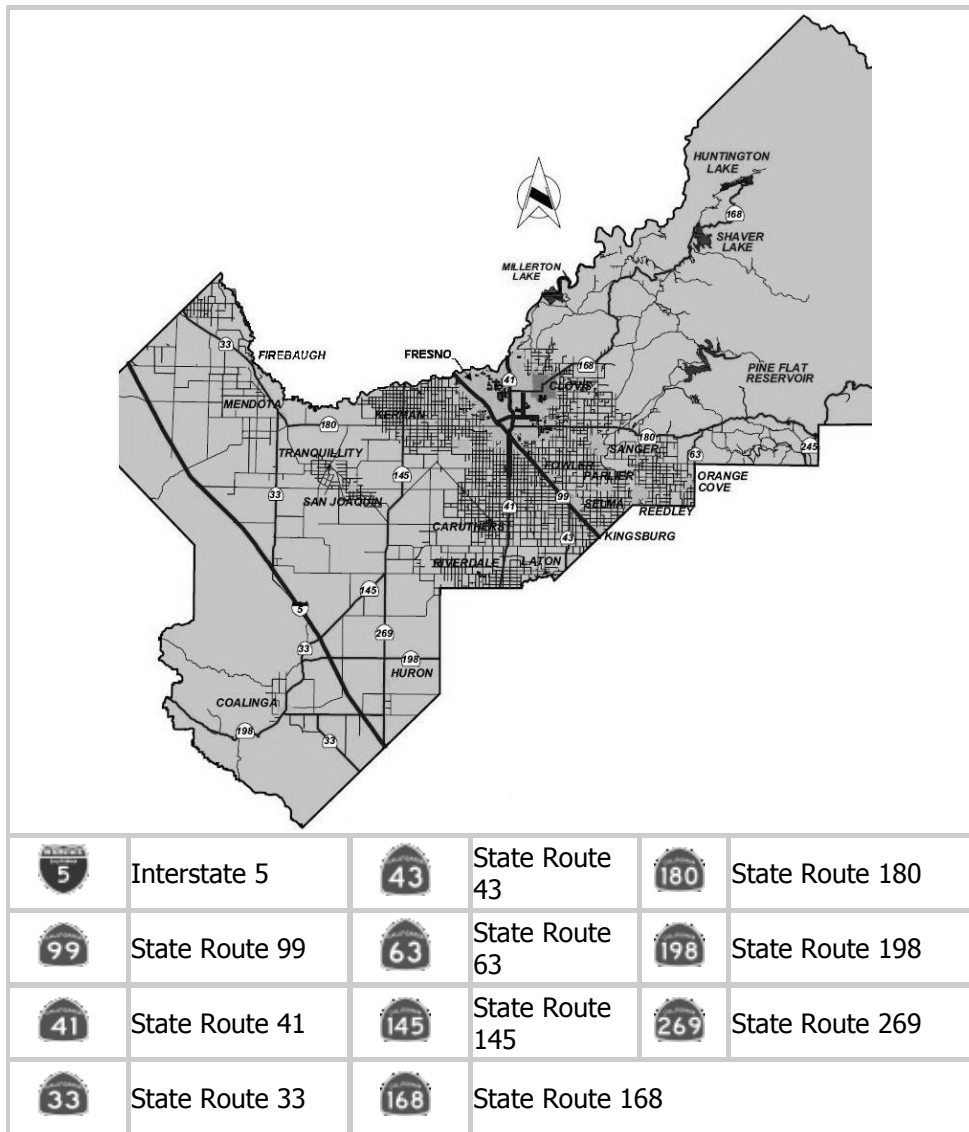 HUNTINGTON
LAKE
168
SHAVER
LAKE
MILLERTON
LAKE
33
FIREBAUGH
FRESNO
41
168
CLOVIS
PINE FLAT
RESERVOIR
MENDOTA
KERMAN
180
180
SANGER
63
245
TRANQUILLITY
145
FOWLER
PARLIER
ORANGE
COVE
33
SAN JOAQUIN
99
SELMA
41
REEDLEY
CARUTHERS
43
KINGSBURG
RIVERDALE
LATON
145
5
269
33
198
HURON
COALINGA
198
33
5
Interstate 5
43
State Route
43
180
State Route 180
99
State Route 99
63
State Route
63
198
State Route 198
41
State Route 41
145
State Route
145
269
State Route 269
33
State Route 33
168
State Route 168